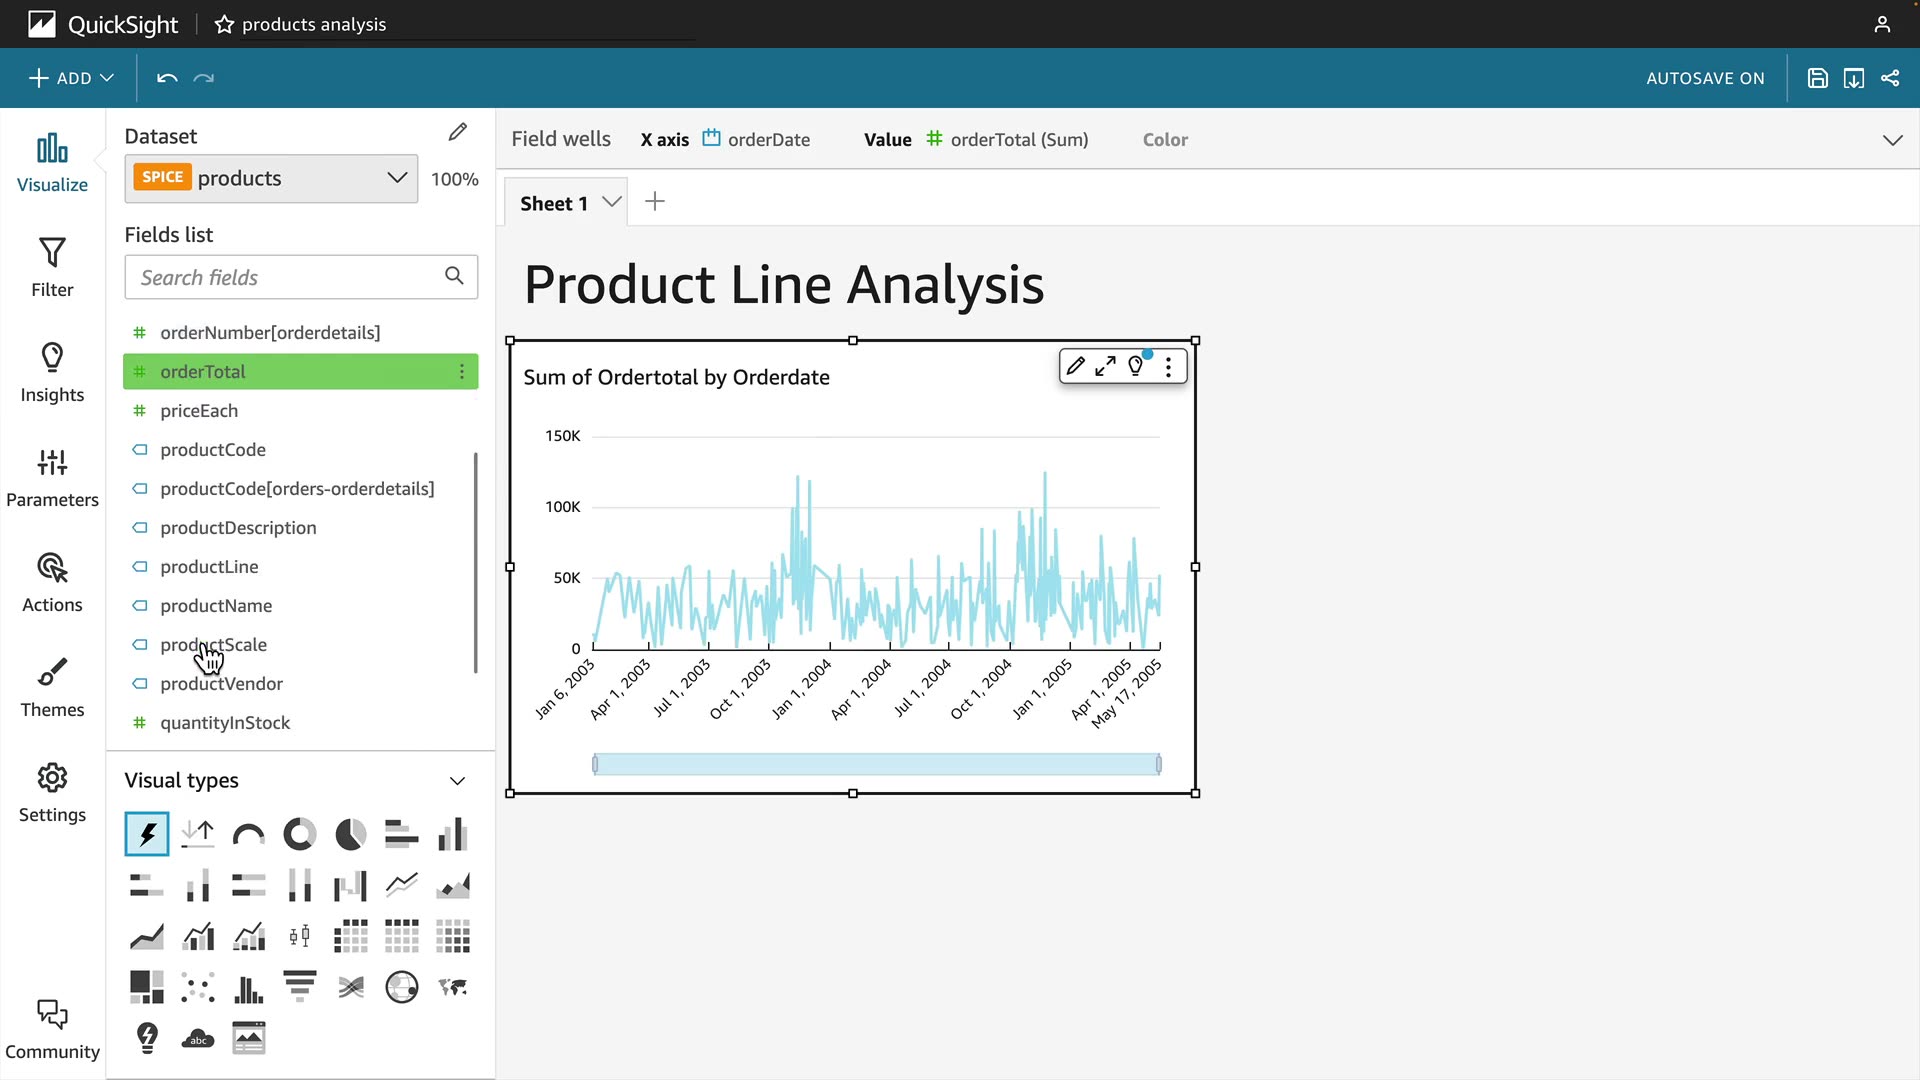 QuickSight
products analysis
ADD
AUTOSAVE ON
Visualize
Filter
Insights
Parameters
Actions
Themes
Settings
Community
Dataset
SPICE products 100%
Fields list
Search fields
orderNumber[orderdetails]
orderTotal
priceEach
productCode
productCode[orders-orderdetails]
productDescription
productLine
productName
productScale
productVendor
quantityInStock
Visual types
abc
Field wells X axis orderDate Value orderTotal (Sum) Color
Sheet 1
Product Line Analysis
Sum of Ordertotal by Orderdate
150K
100K
50K
0
Jan 6, 2003
Apr 1, 2003
Jul 1, 2003
Oct 1, 2003
Jan 1, 2004
Apr 1, 2004
Jul 1, 2004
Oct 1, 2004
Jan 1, 2005
Apr 1, 2005
May 17, 2005